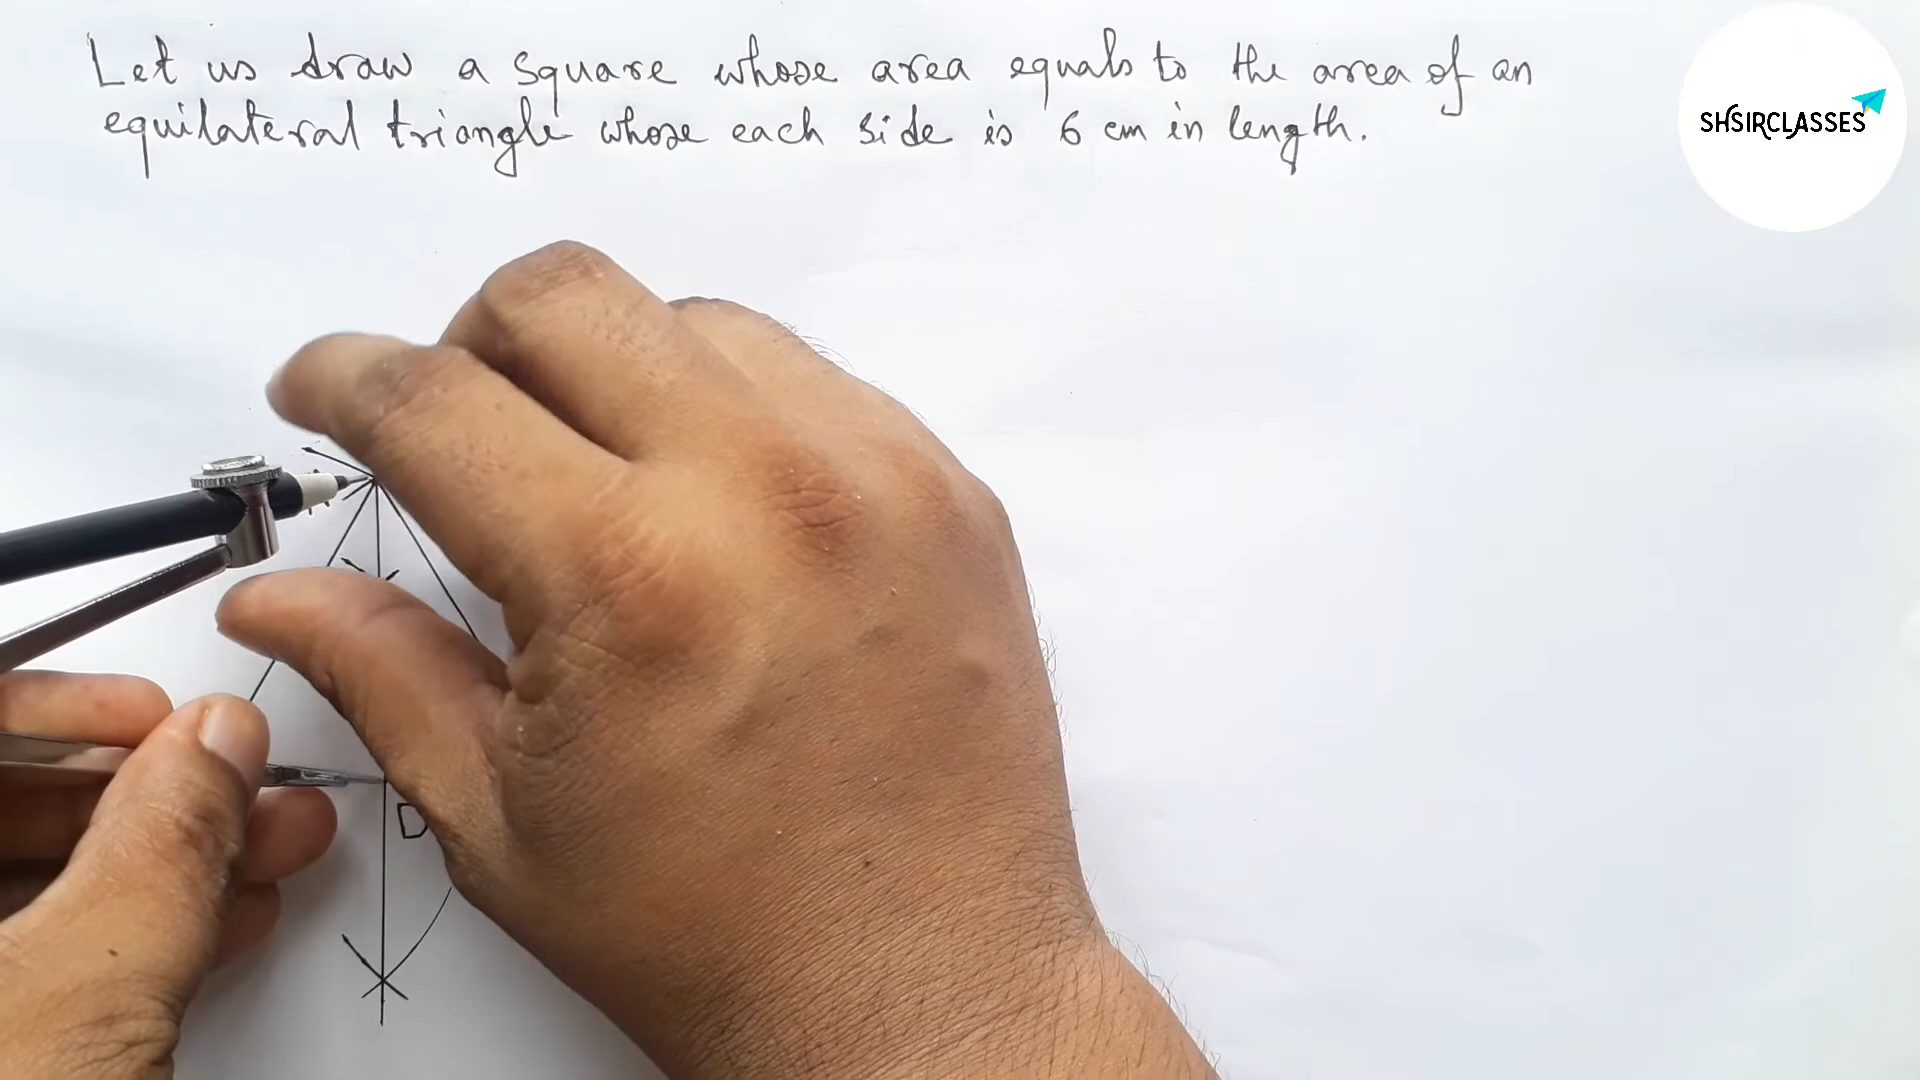 Let us draw a square whose area equals to the area of an
equilateral triangle whose each side is 6 cm in length.
SHSIRCLASSES
D